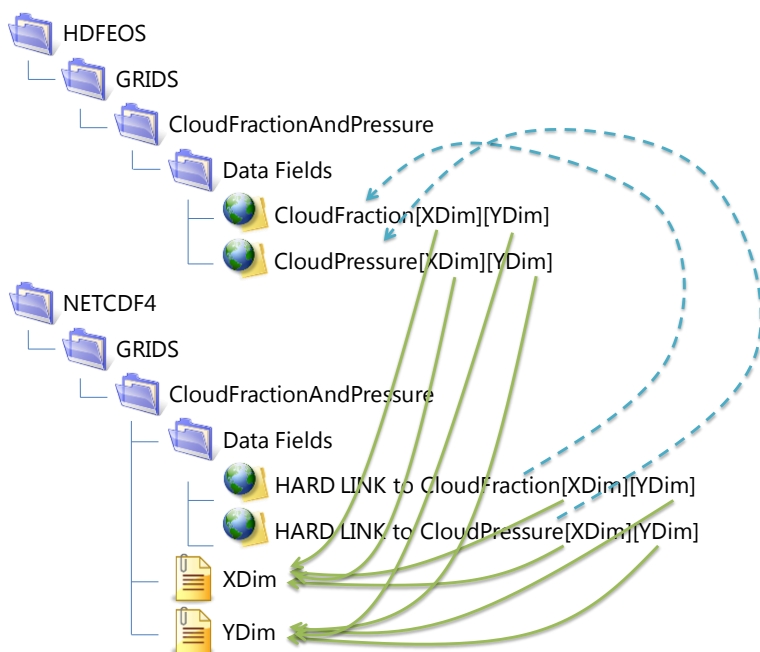 HDFEOS
GRIDS
CloudFractionAndPressure
Data Fields
CloudFraction[XDim][YDim]
CloudPressure[XDim][YDim]
NETCDF4
GRIDS
CloudFractionAndPressure
Data Fields
HARD LINK to CloudFraction[XDim][YDim]
HARD LINK to CloudPressure[XDim][YDim]
XDim
YDim